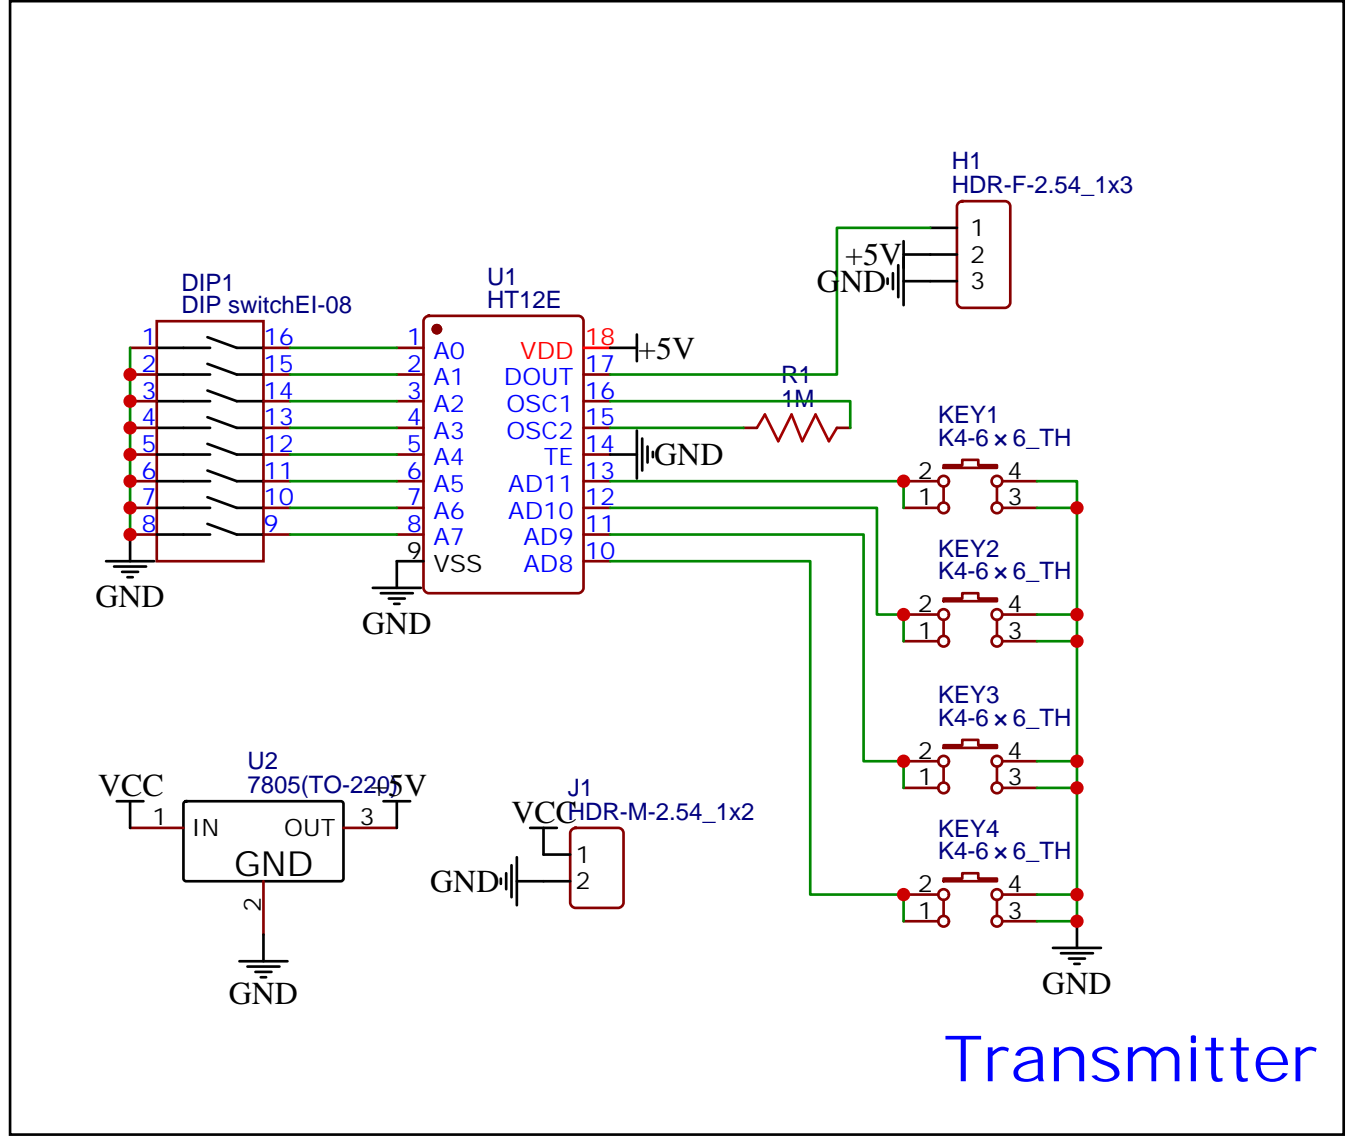 H1
HDR-F-2.54_1x3
1
2
3
+5V
GND
DIP1
DIP switchEI-08
1
2
3
4
5
6
7
8
16
15
14
13
12
11
10
9
GND
U1
HT12E
1
2
3
4
5
6
7
8
9
A0
A1
A2
A3
A4
A5
A6
A7
VSS
VDD
DOUT
OSC1
OSC2
TE
AD11
AD10
AD9
AD8
18
17
16
15
14
13
12
11
10
+5V
GND
GND
R1
1M
KEY1
K4-6×6_TH
2
1
4
3
KEY2
K4-6×6_TH
2
1
4
3
KEY3
K4-6×6_TH
2
1
4
3
KEY4
K4-6×6_TH
2
1
4
3
GND
U2
7805(TO-220)
VCC
+5V
1
IN
OUT
3
GND
2
GND
J1
HDR-M-2.54_1x2
VCC
GND
1
2
Transmitter